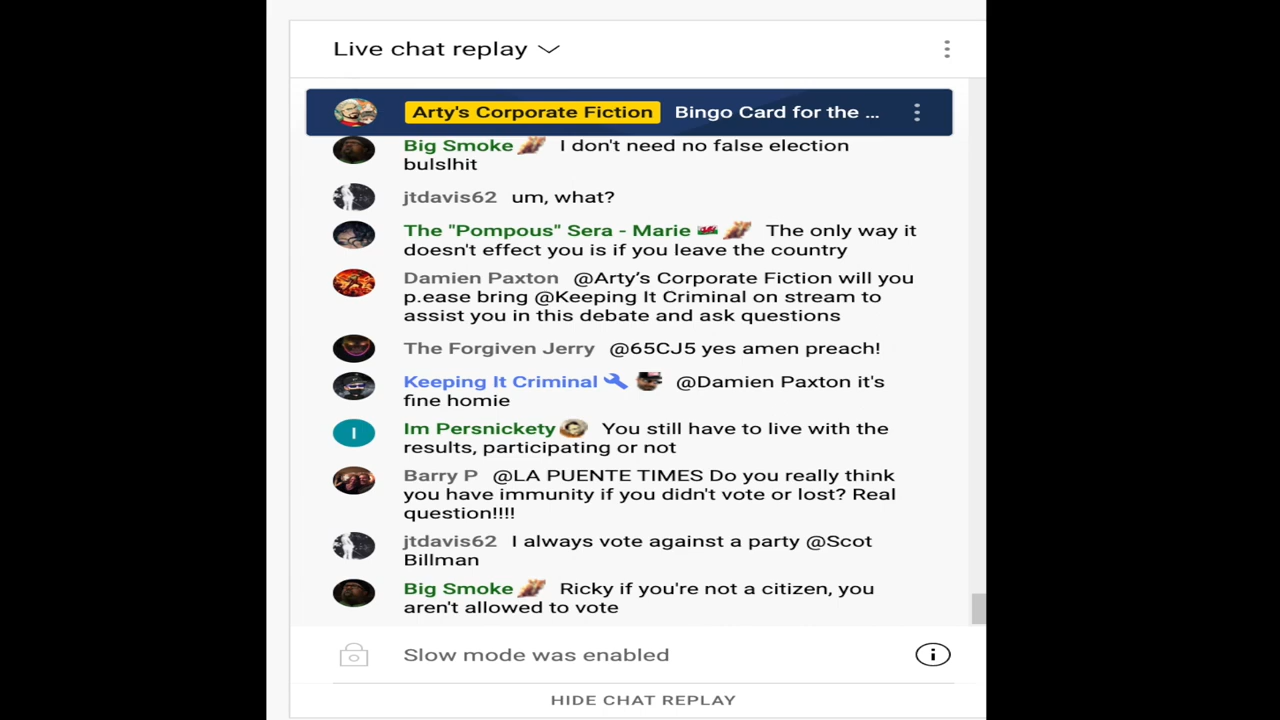 Live chat replay
Arty's Corporate Fiction Bingo Card for the ...
Big Smoke I don't need no false election
bulslhit
jtdavis62 um, what?
The "Pompous" Sera - Marie The only way it
doesn't effect you is if you leave the country
Damien Paxton @Arty’s Corporate Fiction will you
p.ease bring @Keeping It Criminal on stream to
assist you in this debate and ask questions
The Forgiven Jerry @65CJ5 yes amen preach!
Keeping It Criminal @Damien Paxton it's
fine homie
I
Im Persnickety You still have to live with the
results, participating or not
Barry P @LA PUENTE TIMES Do you really think
you have immunity if you didn't vote or lost? Real
question!!!!
jtdavis62 I always vote against a party @Scot
Billman
Big Smoke Ricky if you're not a citizen, you
aren't allowed to vote
Slow mode was enabled
HIDE CHAT REPLAY